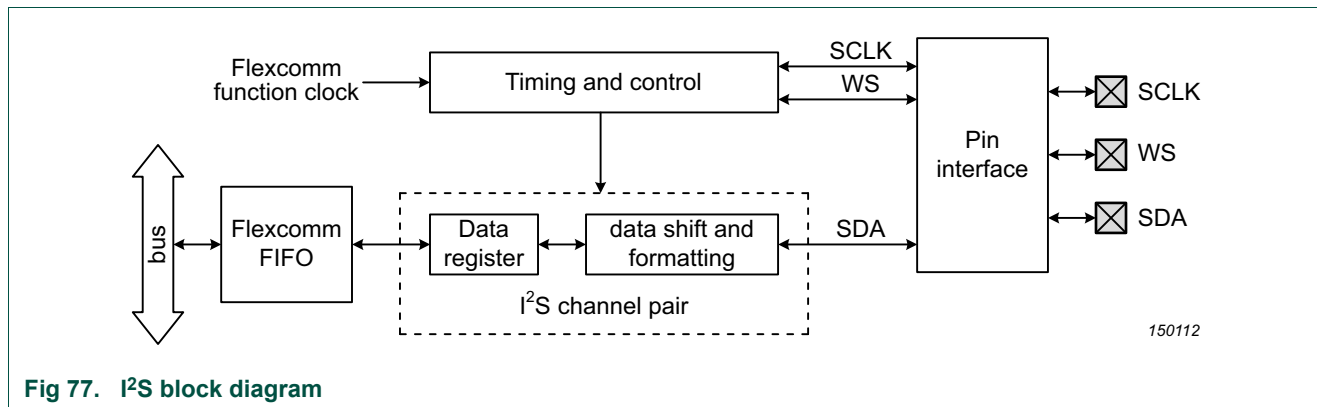 Flexcomm
function clock
Timing and control
SCLK
WS
Pin
interface
SCLK
WS
SDA
bus
Flexcomm
FIFO
Data
register
data shift and
formatting
SDA
I²S channel pair
150112
Fig 77. I²S block diagram